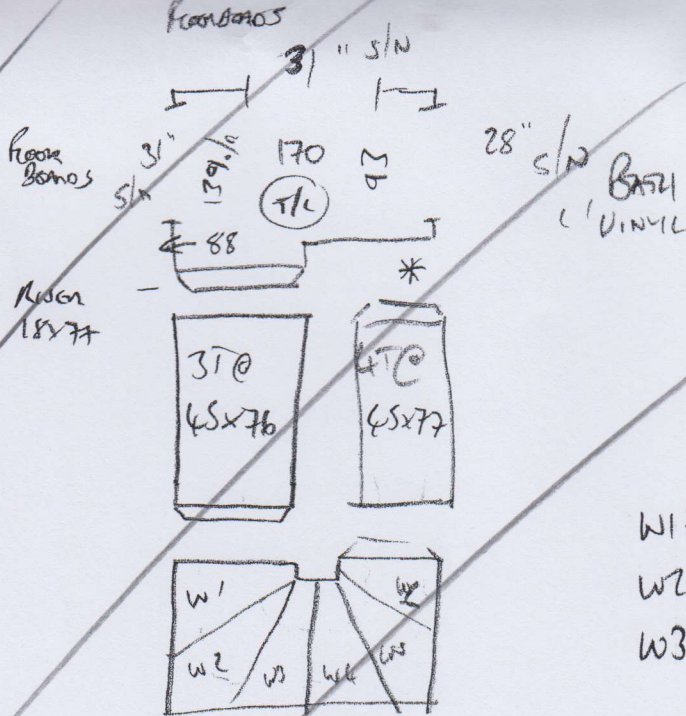 FLOORBOARDS
31" S/N
FLOOR
BOARDS
31"
S/N
170
93
28" S/N
BATH
L' VINYL
T/L
88
*
RISER
18x77
3T@
45x76
4T@
45x77
W1
W2
W3
W4
W5
W1
W2
W3